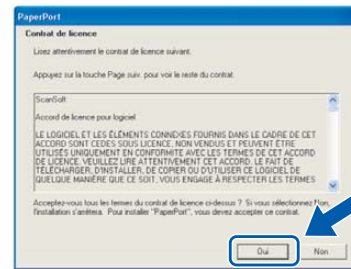 PaperPort
Contrat de licence
Lisez attentivement le contrat de licence suivant.
Appuyez sur la touche Page suiv. pour voir le reste du contrat.
ScanSoft
Accord de licence pour logiciel
LE LOGICIEL ET LES ÉLÉMENTS CONNEXES FOURNIS DANS LE CADRE DE CET
ACCORD SONT CEDES SOUS LICENCE, NON VENDUS ET PEUVENT ÊTRE
UTILISÉS UNIQUEMENT EN CONFORMITE AVEC LES TERMES DE CET ACCORD
DE LICENCE. VEUILLEZ LIRE ATTENTIVEMENT CET ACCORD. LE FAIT DE
TÉLÉCHARGER, D'INSTALLER, DE COPIER OU D'UTILISER CE LOGICIEL DE
QUELQUE MANIÈRE QUE CE SOIT, VOUS ENGAGE À RESPECTER LES TERMES
Acceptez-vous tous les termes du contrat de licence ci-dessus ? Si vous sélectionnez Non,
l'installation s'arrêtera. Pour installer "PaperPort", vous devez accepter ce contrat.
Oui
Non